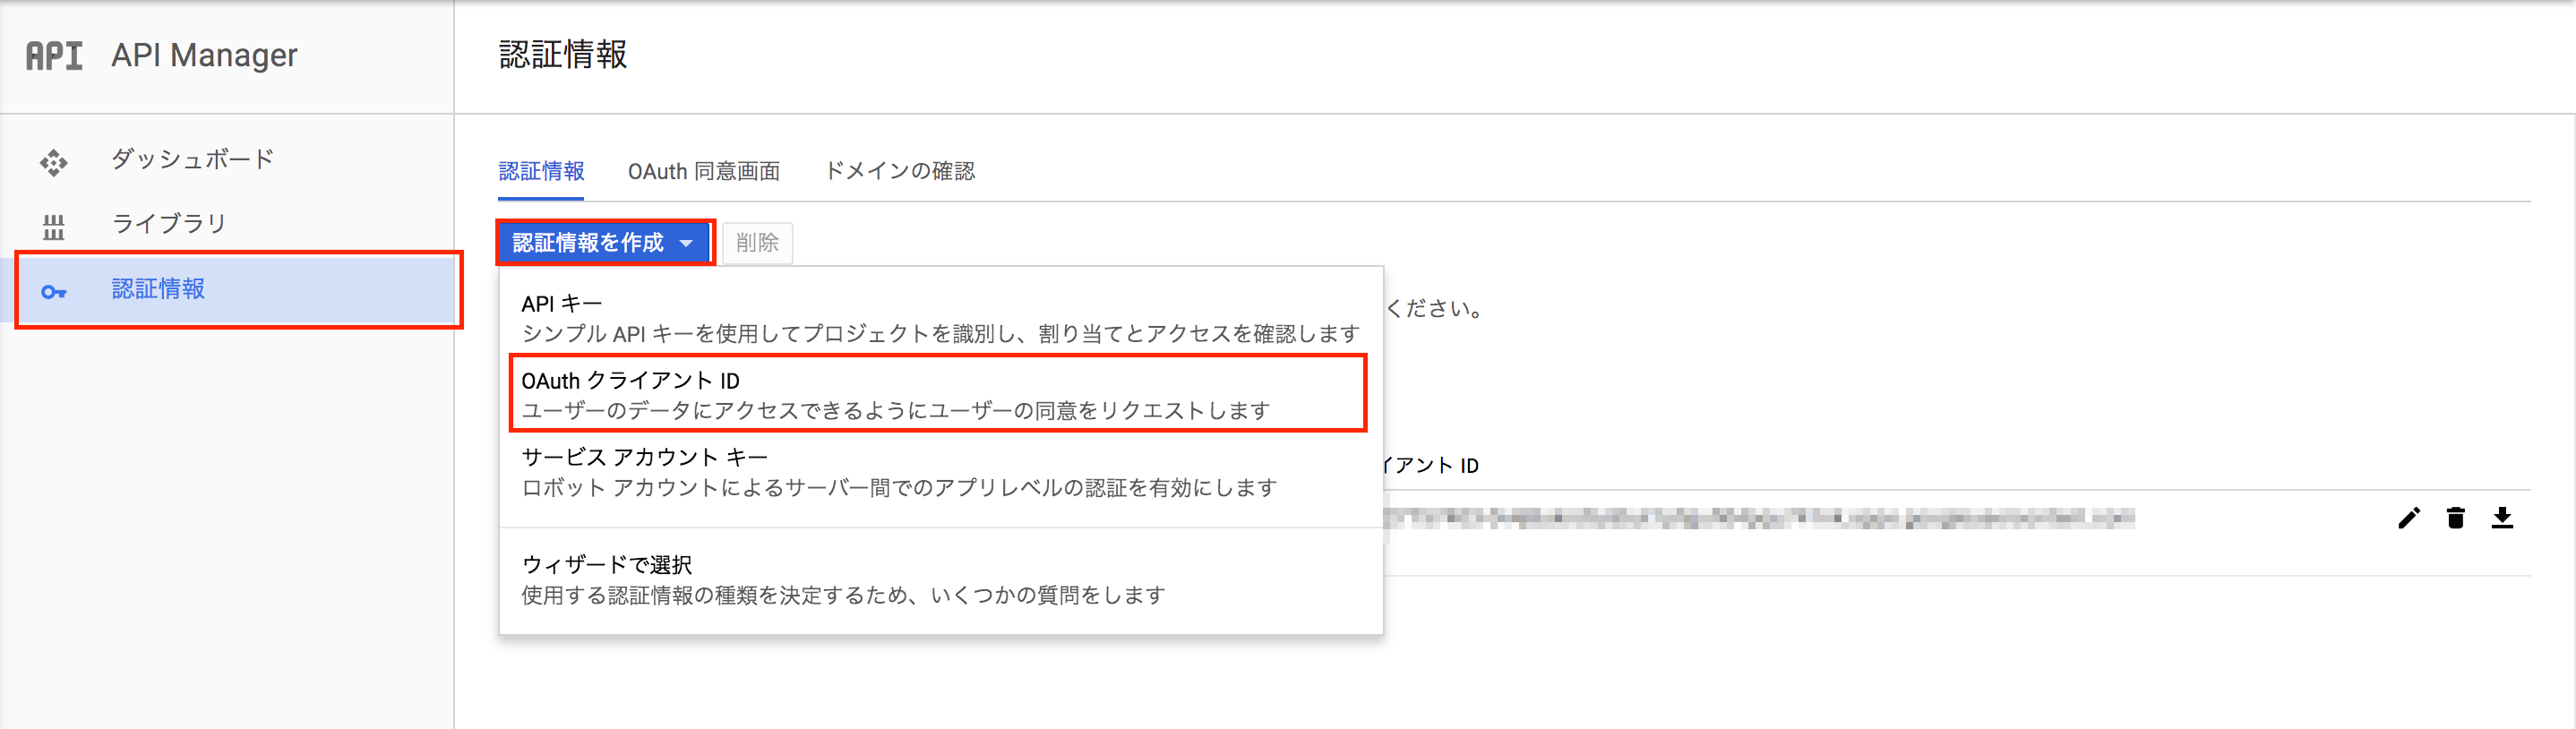 API API Manager
認証情報
ダッシュボード
ライブラリ
認証情報
認証情報 OAuth 同意画面 ドメインの確認
認証情報を作成 削除
API キー
シンプル API キーを使用してプロジェクトを識別し、割り当てとアクセスを確認します
ください。
OAuth クライアント ID
ユーザーのデータにアクセスできるようにユーザーの同意をリクエストします
サービス アカウント キー
イアント ID
ロボット アカウントによるサーバー間でのアプリレベルの認証を有効にします
ウィザードで選択
使用する認証情報の種類を決定するため、いくつかの質問をします